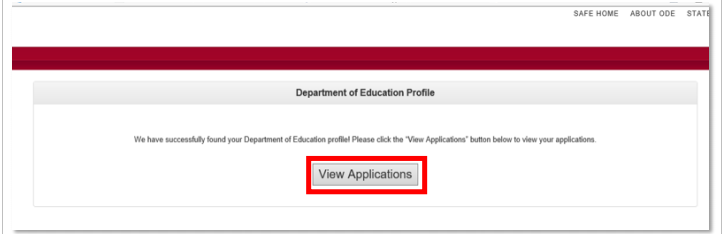 SAFE HOME ABOUT ODE STATE
Department of Education Profile
We have successfully found your Department of Education profile! Please click the "View Applications" button below to view your applications.
View Applications